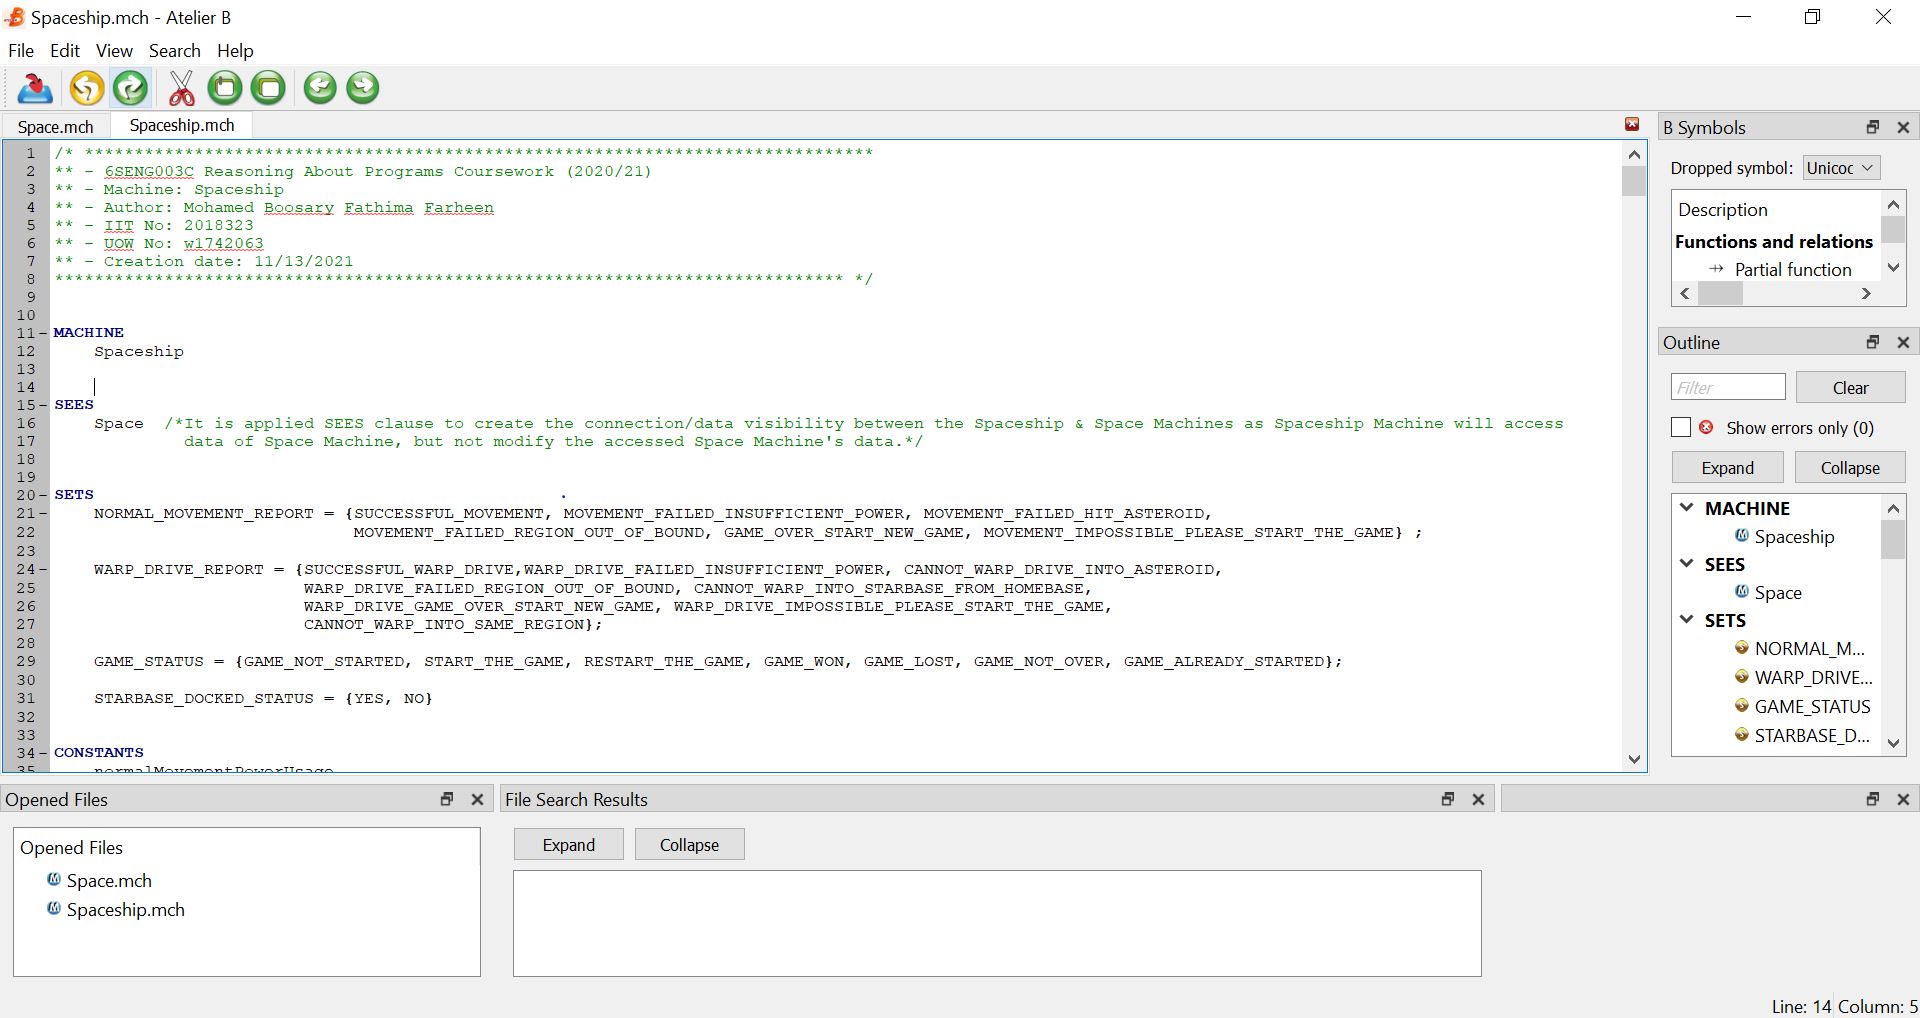 Spaceship.mch - Atelier B
File Edit View Search Help
Space.mch Spaceship.mch
1 /* *******************************************************************************
2 ** - 6SENG003C Reasoning About Programs Coursework (2020/21)
3 ** - Machine: Spaceship
4 ** - Author: Mohamed Boosary Fathima Farheen
5 ** - IIT No: 2018323
6 ** - UOW No: w1742063
7 ** - Creation date: 11/13/2021
8 ******************************************************************************* */
9
10
11 MACHINE
12 Spaceship
13
14
15 SEES
16 Space /*It is applied SEES clause to create the connection/data visibility between the Spaceship & Space Machines as Spaceship Machine will access
17 data of Space Machine, but not modify the accessed Space Machine's data.*/
18
19
20 SETS
21 NORMAL_MOVEMENT_REPORT = {SUCCESSFUL_MOVEMENT, MOVEMENT_FAILED_INSUFFICIENT_POWER, MOVEMENT_FAILED_HIT_ASTEROID,
22 MOVEMENT_FAILED_REGION_OUT_OF_BOUND, GAME_OVER_START_NEW_GAME, MOVEMENT_IMPOSSIBLE_PLEASE_START_THE_GAME} ;
23
24 WARP_DRIVE_REPORT = {SUCCESSFUL_WARP_DRIVE,WARP_DRIVE_FAILED_INSUFFICIENT_POWER, CANNOT_WARP_DRIVE_INTO_ASTEROID,
25 WARP_DRIVE_FAILED_REGION_OUT_OF_BOUND, CANNOT_WARP_INTO_STARBASE_FROM_HOMEBASE,
26 WARP_DRIVE_GAME_OVER_START_NEW_GAME, WARP_DRIVE_IMPOSSIBLE_PLEASE_START_THE_GAME,
27 CANNOT_WARP_INTO_SAME_REGION};
28
29 GAME_STATUS = {GAME_NOT_STARTED, START_THE_GAME, RESTART_THE_GAME, GAME_WON, GAME_LOST, GAME_NOT_OVER, GAME_ALREADY_STARTED};
30
31 STARBASE_DOCKED_STATUS = {YES, NO}
32
33
34 CONSTANTS
35 normalMovementPowerUsage
B Symbols
Dropped symbol: Unicoc
Description
Functions and relations
⇸ Partial function
Outline
Filter Clear
Show errors only (0)
Expand Collapse
MACHINE
Spaceship
SEES
Space
SETS
NORMAL_M...
WARP_DRIVE...
GAME_STATUS
STARBASE_D...
Opened Files
Opened Files
Space.mch
Spaceship.mch
File Search Results
Expand Collapse
Line: 14 Column: 5